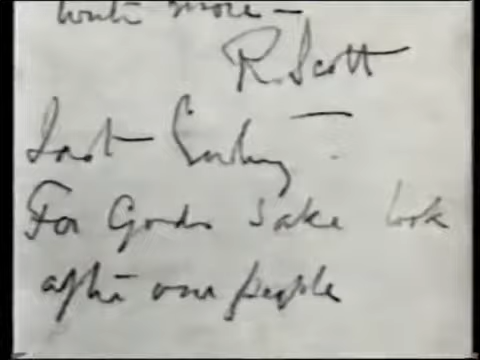 write more –
R. Scott
Last Entry –
For Gods sake look
after our people